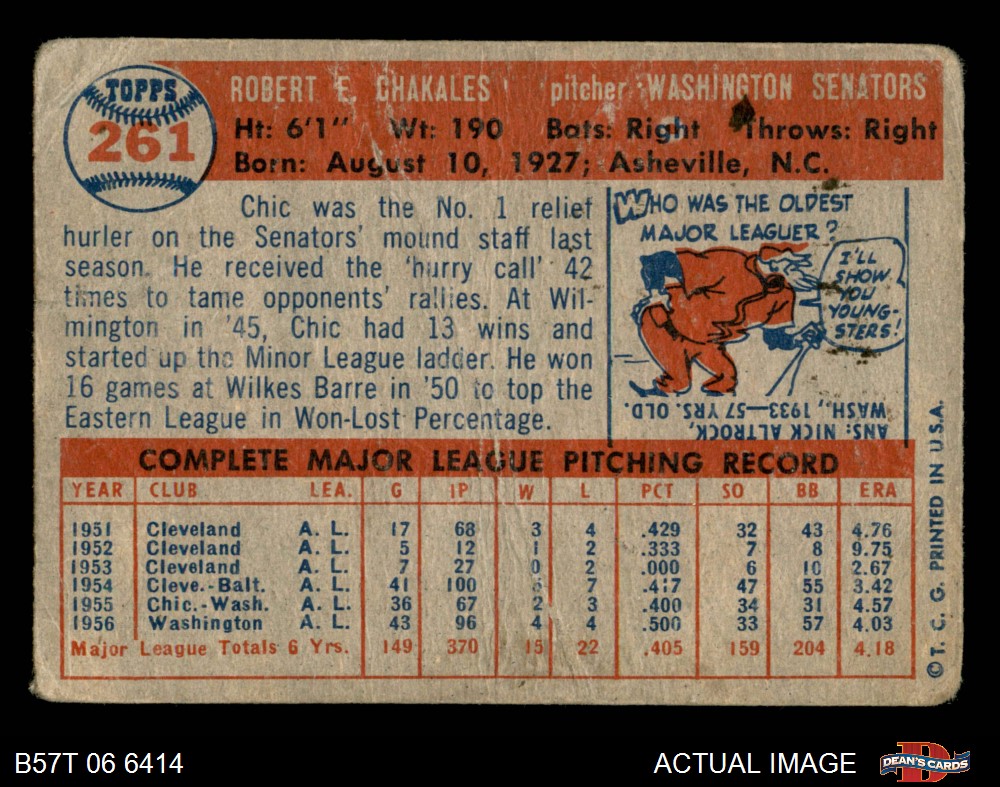 TOPPS
261
ROBERT E. CHAKALES pitcher WASHINGTON SENATORS
Ht: 6'1" Wt: 190 Bats: Right Throws: Right
Born: August 10, 1927; Asheville, N.C.
Chic was the No. 1 relief
hurler on the Senators' mound staff last
season. He received the 'hurry call' 42
times to tame opponents' rallies. At Wil-
mington in '45, Chic had 13 wins and
started up the Minor League ladder. He won
16 games at Wilkes Barre in '50 to top the
Eastern League in Won-Lost Percentage.
WHO WAS THE OLDEST
MAJOR LEAGUER?
I'LL
SHOW
YOU
YOUNG-
STERS!
ANS: NICK ALTROCK,
WASH., 1933—57 YRS. OLD.
COMPLETE MAJOR LEAGUE PITCHING RECORD
YEAR CLUB LEA. G IP W L PCT SO BB ERA
1951 Cleveland A. L. 17 68 3 4 .429 32 43 4.76
1952 Cleveland A. L. 5 12 1 2 .333 7 8 9.75
1953 Cleveland A. L. 7 27 0 2 .000 6 10 2.67
1954 Cleve.-Balt. A. L. 41 100 7 .417 47 55 3.42
1955 Chic.-Wash. A. L. 36 67 2 3 .400 34 31 4.57
1956 Washington A. L. 43 96 4 4 .500 33 57 4.03
Major League Totals 6 Yrs. 149 370 15 22 .405 159 204 4.18
©T. C. G. PRINTED IN U.S.A.
B57T 06 6414
ACTUAL IMAGE
DEAN'S CARDS